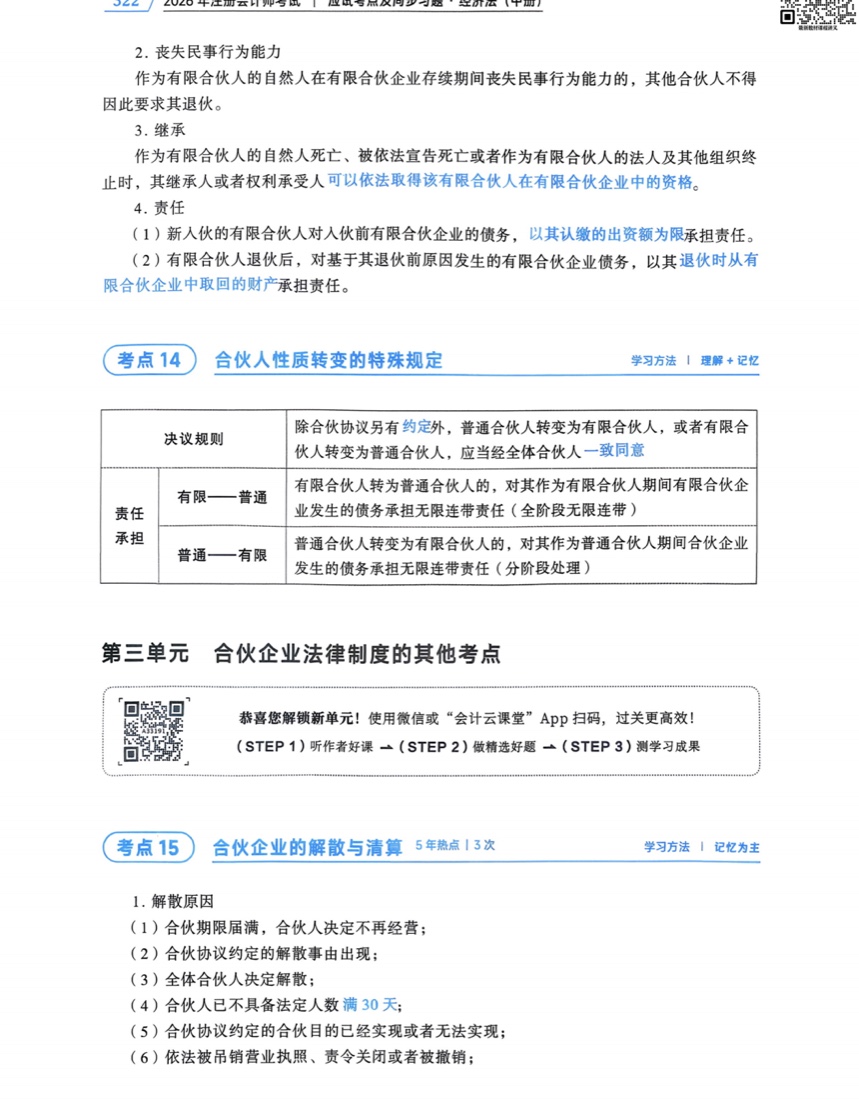 322 2026年注册会计师考试 | 应试考点及同步习题·经济法（中册）
2. 丧失民事行为能力
作为有限合伙人的自然人在有限合伙企业存续期间丧失民事行为能力的，其他合伙人不得
因此要求其退伙。
3. 继承
作为有限合伙人的自然人死亡、被依法宣告死亡或者作为有限合伙人的法人及其他组织终
止时，其继承人或者权利承受人可以依法取得该有限合伙人在有限合伙企业中的资格。
4. 责任
（1）新入伙的有限合伙人对入伙前有限合伙企业的债务，以其认缴的出资额为限承担责任。
（2）有限合伙人退伙后，对基于其退伙前原因发生的有限合伙企业债务，以其退伙时从有
限合伙企业中取回的财产承担责任。
考点 14 合伙人性质转变的特殊规定 学习方法 | 理解+记忆
决议规则
除合伙协议另有约定外，普通合伙人转变为有限合伙人，或者有限合
伙人转变为普通合伙人，应当经全体合伙人一致同意
责任
承担
有限——普通
有限合伙人转为普通合伙人的，对其作为有限合伙人期间有限合伙企
业发生的债务承担无限连带责任（全阶段无限连带）
普通——有限
普通合伙人转变为有限合伙人的，对其作为普通合伙人期间合伙企业
发生的债务承担无限连带责任（分阶段处理）
第三单元 合伙企业法律制度的其他考点
恭喜您解锁新单元！使用微信或“会计云课堂”App 扫码，过关更高效！
（STEP 1）听作者好课 （STEP 2）做精选好题 （STEP 3）测学习成果
考点 15 合伙企业的解散与清算 5年热点 | 3次 学习方法 | 记忆为主
1. 解散原因
（1）合伙期限届满，合伙人决定不再经营；
（2）合伙协议约定的解散事由出现；
（3）全体合伙人决定解散；
（4）合伙人已不具备法定人数满 30 天；
（5）合伙协议约定的合伙目的已经实现或者无法实现；
（6）依法被吊销营业执照、责令关闭或者被撤销；